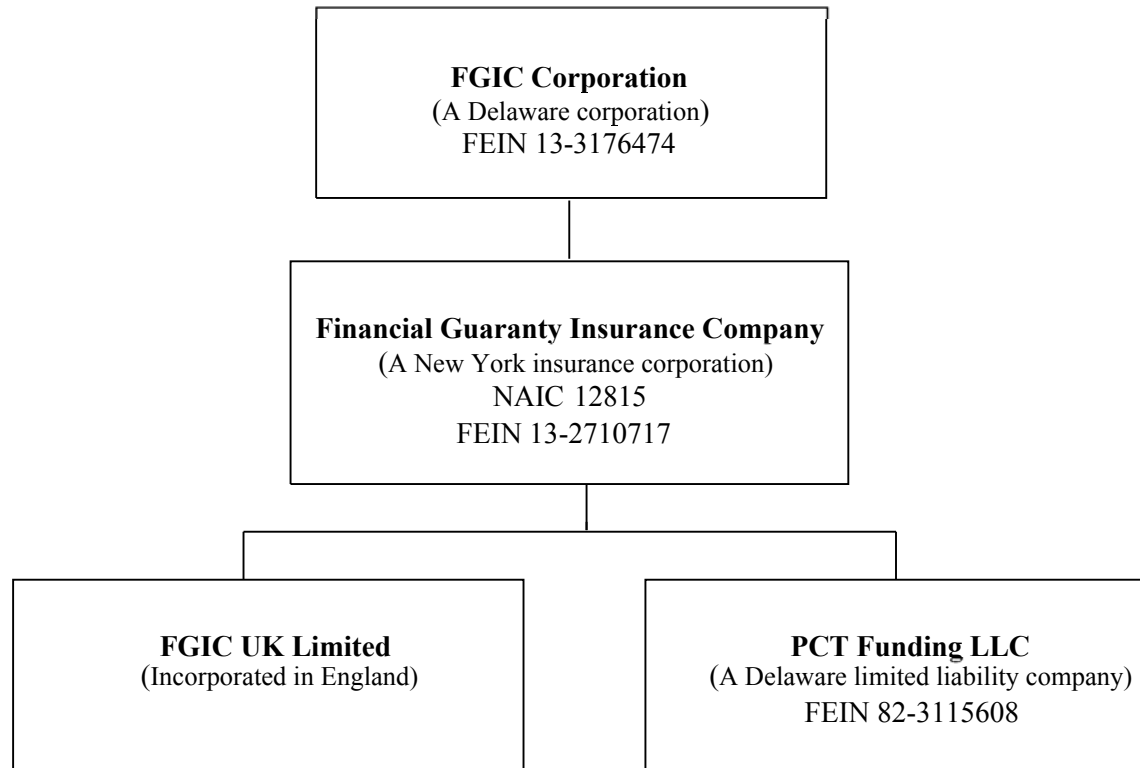 FGIC Corporation
(A Delaware corporation)
FEIN 13-3176474
Financial Guaranty Insurance Company
(A New York insurance corporation)
NAIC 12815
FEIN 13-2710717
FGIC UK Limited
(Incorporated in England)
PCT Funding LLC
(A Delaware limited liability company)
FEIN 82-3115608